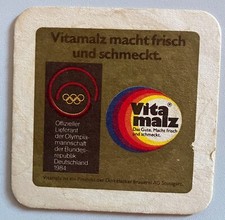 Vitamalz macht frisch
und schmeckt.
Offizieller
Lieferant
der Olympia-
mannschaft
der Bundes-
republik
Deutschland
1984
Vita®
malz
Das Gute. Macht frisch
und schmeckt.